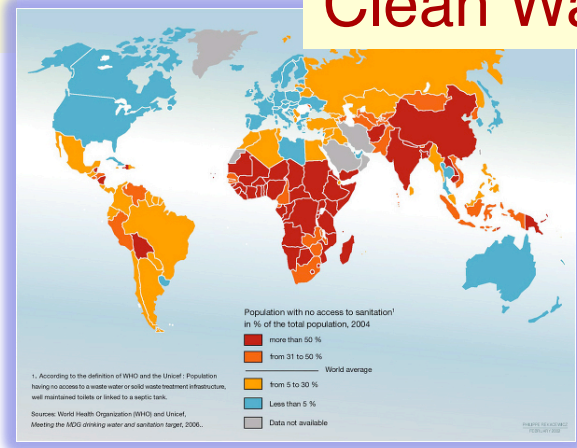 Clean Wa
Population with no access to sanitation¹
in % of the total population, 2004
more than 50 %
from 31 to 50 %
World average
from 5 to 30 %
Less than 5 %
Data not available
1. According to the definition of WHO and the Unicef : Population
having no access to a waste water or solid waste treatment infrastructure,
well maintained toilets or linked to a septic tank.
Sources: World Health Organization (WHO) and Unicef,
Meeting the MDG drinking water and sanitation target, 2006..